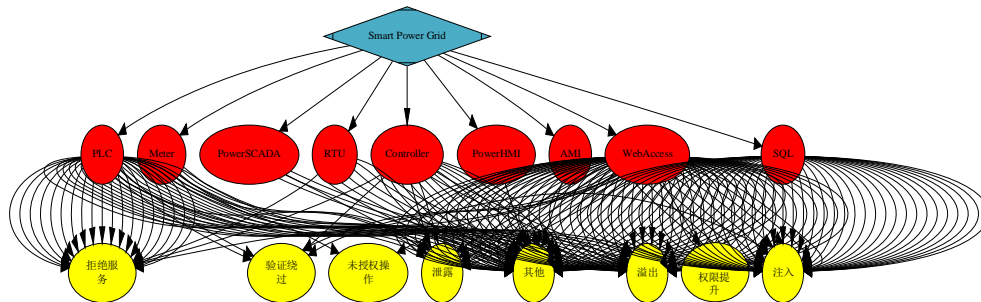 Smart Power Grid
PLC
Meter
PowerSCADA
RTU
Controller
PowerHMI
AMI
WebAccess
SQL
拒绝服
务
验证绕
过
未授权操
作
泄露
其他
溢出
权限提
升
注入